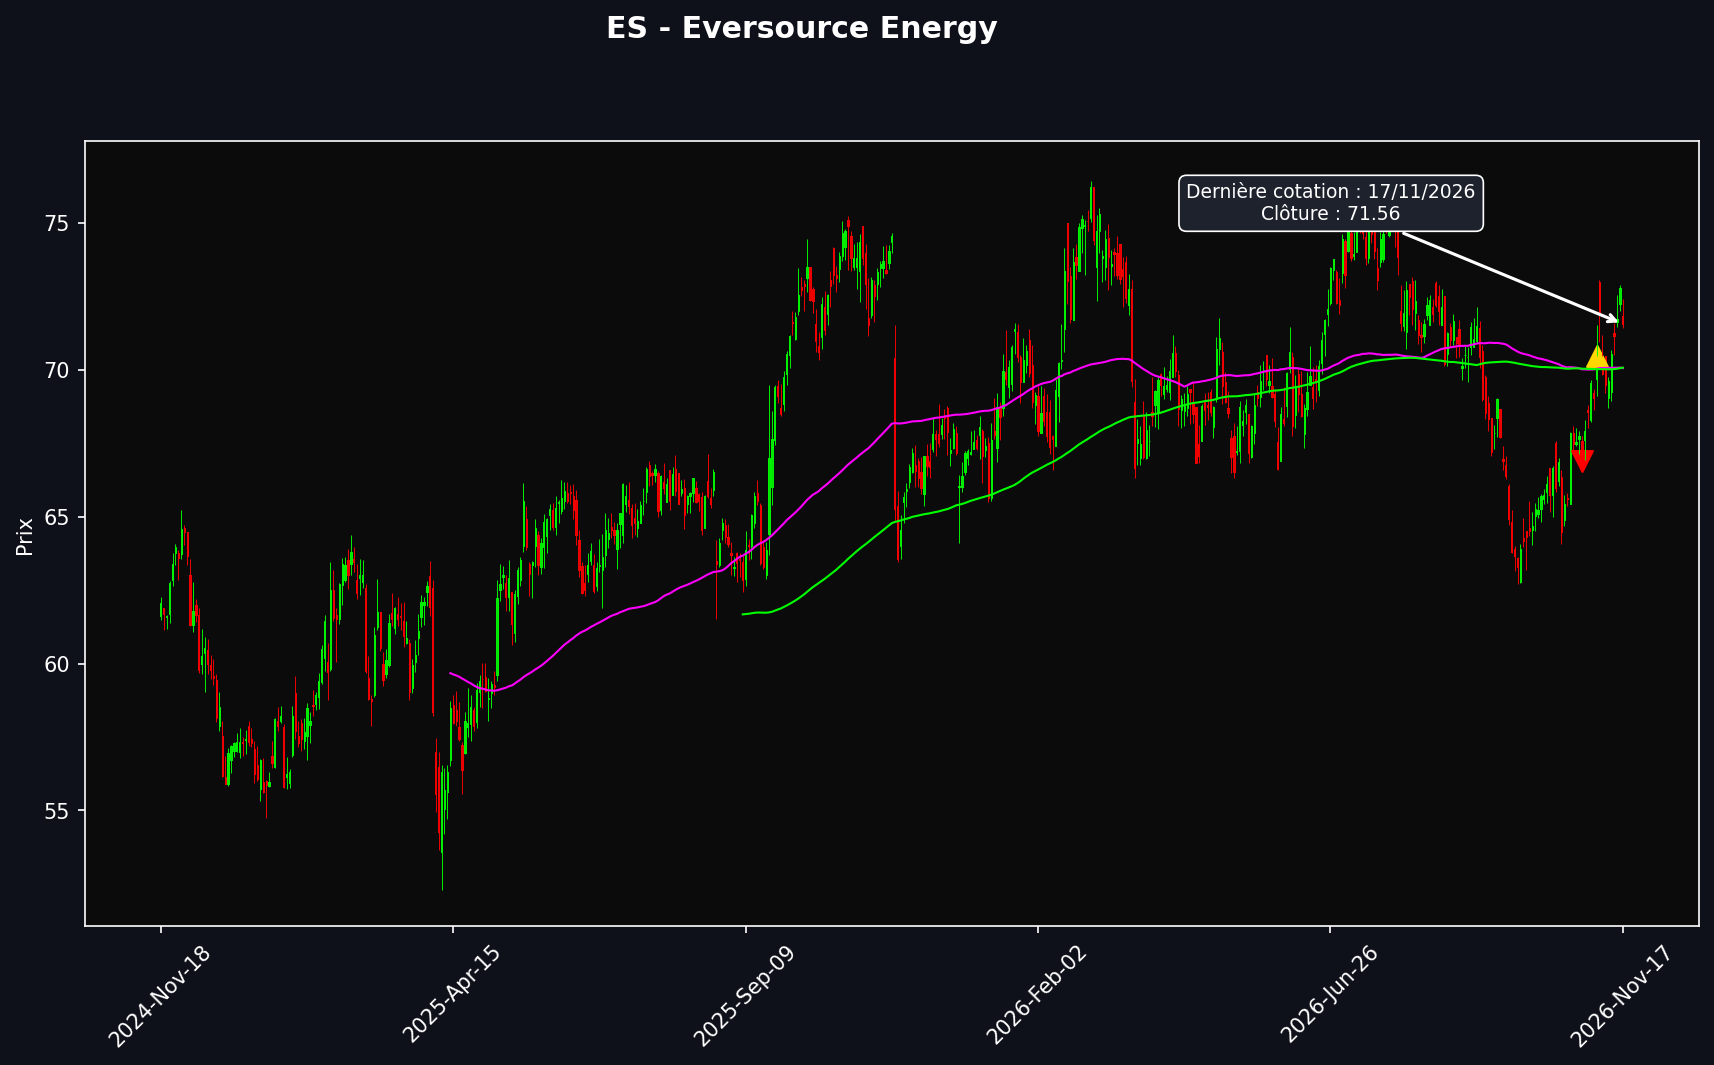 ES - Eversource Energy
Dernière cotation : 17/11/2026
Clôture : 71.56
Prix
75
70
65
60
55
2024-Nov-18
2025-Apr-15
2025-Sep-09
2026-Feb-02
2026-Jun-26
2026-Nov-17